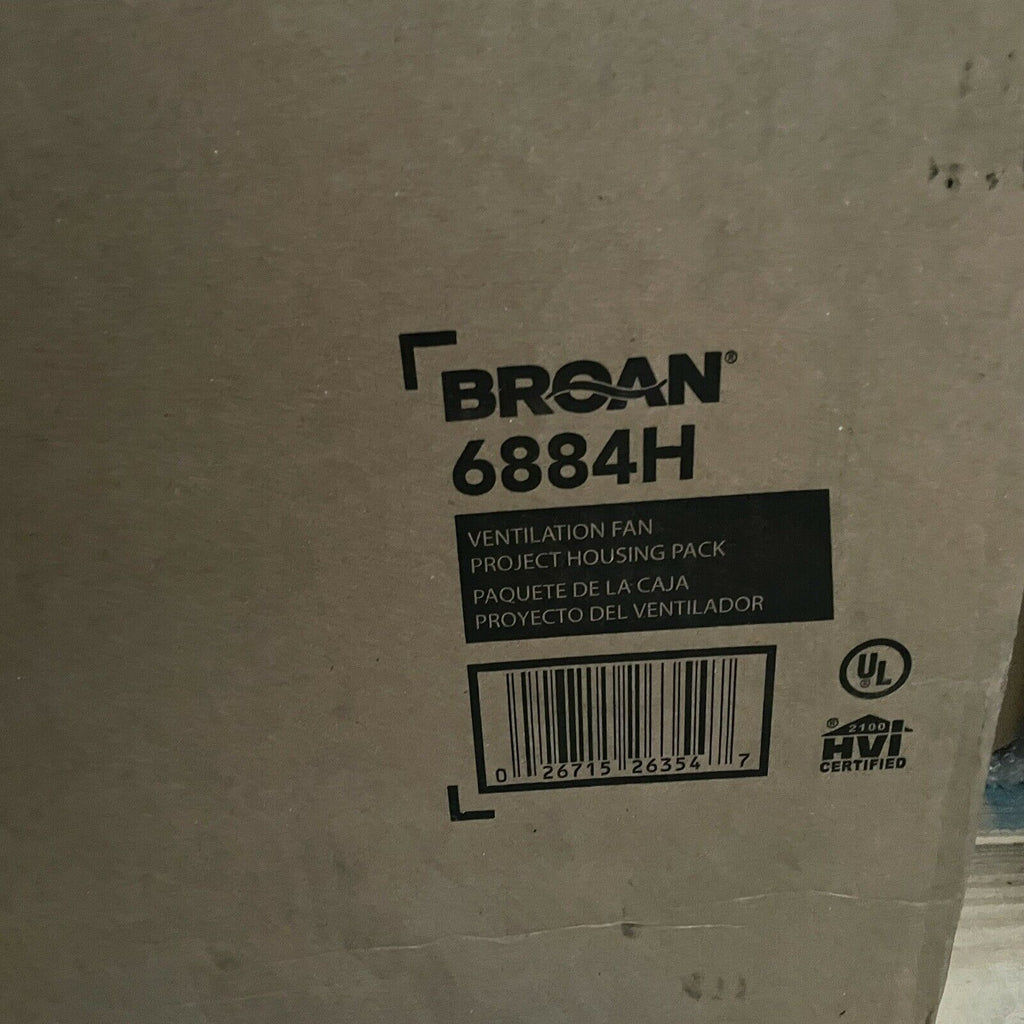 BROAN®
6884H
VENTILATION FAN
PROJECT HOUSING PACK
PAQUETE DE LA CAJA
PROYECTO DEL VENTILADOR
0 26715 26354 7
UL®
® 2100
HVI
CERTIFIED